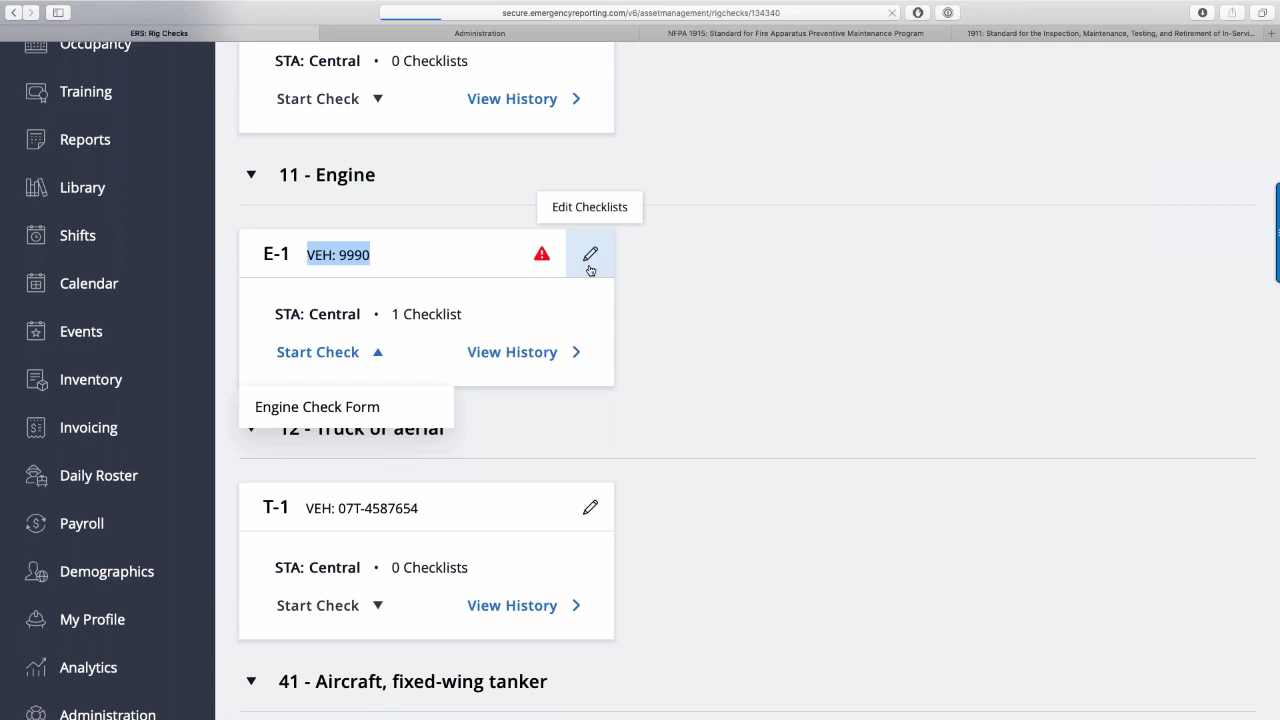 secure.emergencyreporting.com/v6/assetmanagement/rigchecks/134340
ERS: Rig Checks
Administration
NFPA 1915: Standard for Fire Apparatus Preventive Maintenance Program
1911: Standard for the Inspection, Maintenance, Testing, and Retirement of In-Servi...
Occupancy
Training
Reports
Library
Shifts
Calendar
Events
Inventory
Invoicing
Daily Roster
Payroll
Demographics
My Profile
Analytics
Administration
STA: Central • 0 Checklists
Start Check View History
11 - Engine
Edit Checklists
E-1 VEH: 9990
STA: Central • 1 Checklist
Start Check View History
Engine Check Form
12 - Truck or aerial
T-1 VEH: 07T-4587654
STA: Central • 0 Checklists
Start Check View History
41 - Aircraft, fixed-wing tanker